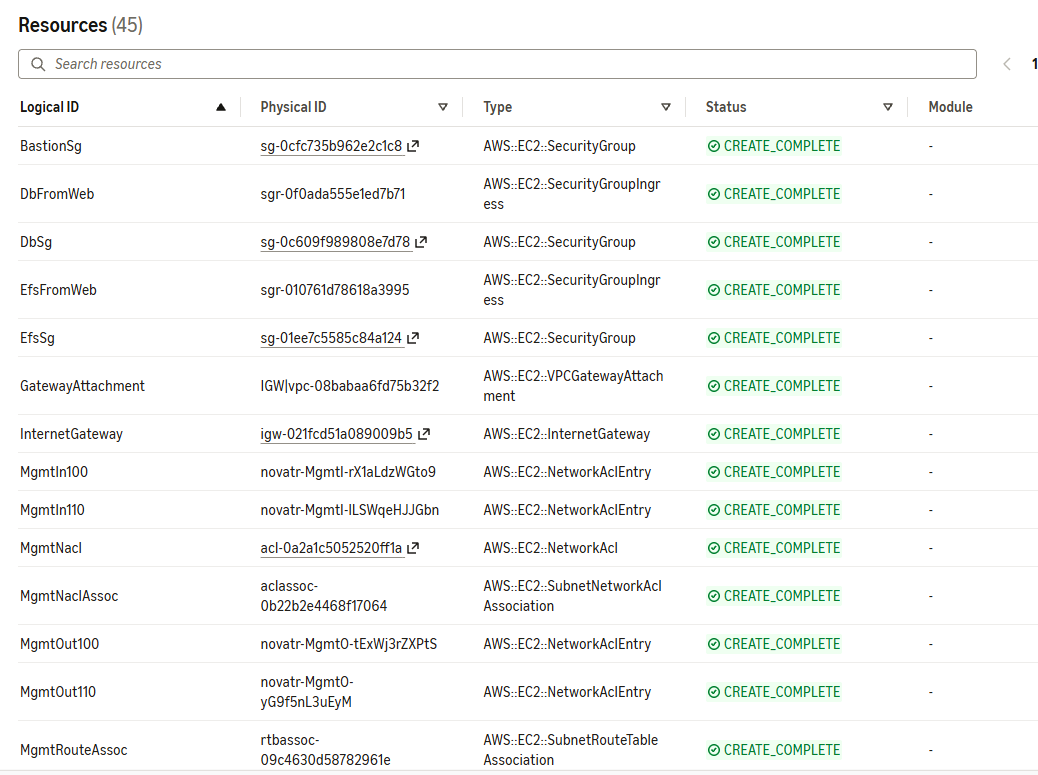 Resources (45)
Search resources
1
Logical ID Physical ID Type Status Module
BastionSg sg-0cfc735b962e2c1c8 AWS::EC2::SecurityGroup CREATE_COMPLETE -
DbFromWeb sgr-0f0ada555e1ed7b71 AWS::EC2::SecurityGroupIngr
ess CREATE_COMPLETE -
DbSg sg-0c609f989808e7d78 AWS::EC2::SecurityGroup CREATE_COMPLETE -
EfsFromWeb sgr-010761d78618a3995 AWS::EC2::SecurityGroupIngr
ess CREATE_COMPLETE -
EfsSg sg-01ee7c5585c84a124 AWS::EC2::SecurityGroup CREATE_COMPLETE -
GatewayAttachment IGW|vpc-08babaa6fd75b32f2 AWS::EC2::VPCGatewayAttach
ment CREATE_COMPLETE -
InternetGateway igw-021fcd51a089009b5 AWS::EC2::InternetGateway CREATE_COMPLETE -
MgmtIn100 novatr-MgmtI-rX1aLdzWGto9 AWS::EC2::NetworkAclEntry CREATE_COMPLETE -
MgmtIn110 novatr-MgmtI-ILSWqeHJJGbn AWS::EC2::NetworkAclEntry CREATE_COMPLETE -
MgmtNacl acl-0a2a1c5052520ff1a AWS::EC2::NetworkAcl CREATE_COMPLETE -
MgmtNaclAssoc aclassoc-
0b22b2e4468f17064 AWS::EC2::SubnetNetworkAcl
Association CREATE_COMPLETE -
MgmtOut100 novatr-MgmtO-tExWj3rZXPtS AWS::EC2::NetworkAclEntry CREATE_COMPLETE -
MgmtOut110 novatr-MgmtO-
yG9f5nL3uEyM AWS::EC2::NetworkAclEntry CREATE_COMPLETE -
MgmtRouteAssoc rtbassoc-
09c4630d58782961e AWS::EC2::SubnetRouteTable
Association CREATE_COMPLETE -